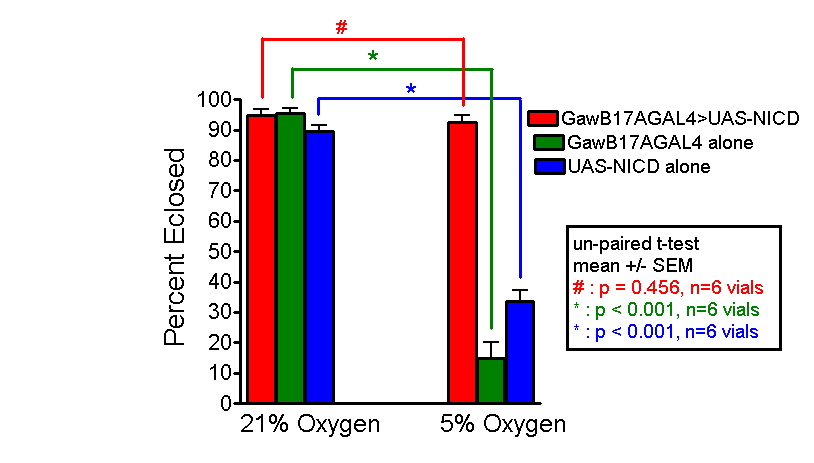 #
*
*
100
90
80
70
60
50
40
30
20
10
0
Percent Eclosed
21% Oxygen
5% Oxygen
GawB17AGAL4>UAS-NICD
GawB17AGAL4 alone
UAS-NICD alone
un-paired t-test
mean +/- SEM
# : p = 0.456, n=6 vials
* : p < 0.001, n=6 vials
* : p < 0.001, n=6 vials